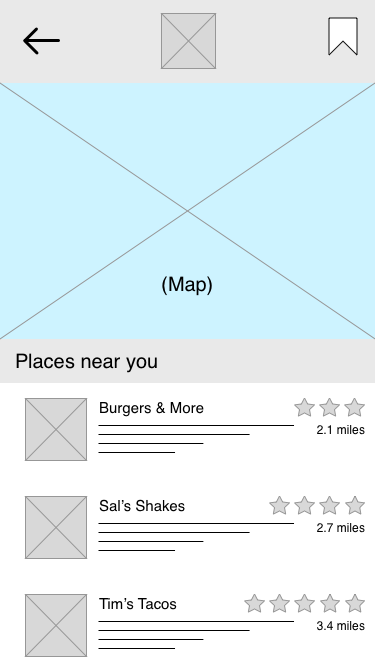 (Map)
Places near you
Burgers & More
2.1 miles
Sal's Shakes
2.7 miles
Tim's Tacos
3.4 miles